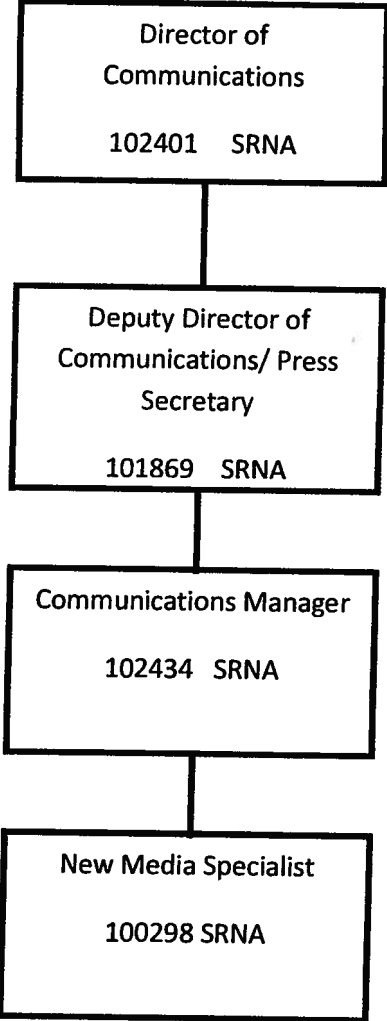 Director of
Communications
102401 SRNA
Deputy Director of
Communications/ Press
Secretary
101869 SRNA
Communications Manager
102434 SRNA
New Media Specialist
100298 SRNA